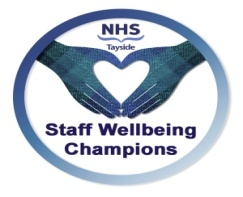 NHS
Tayside
Staff Wellbeing
Champions